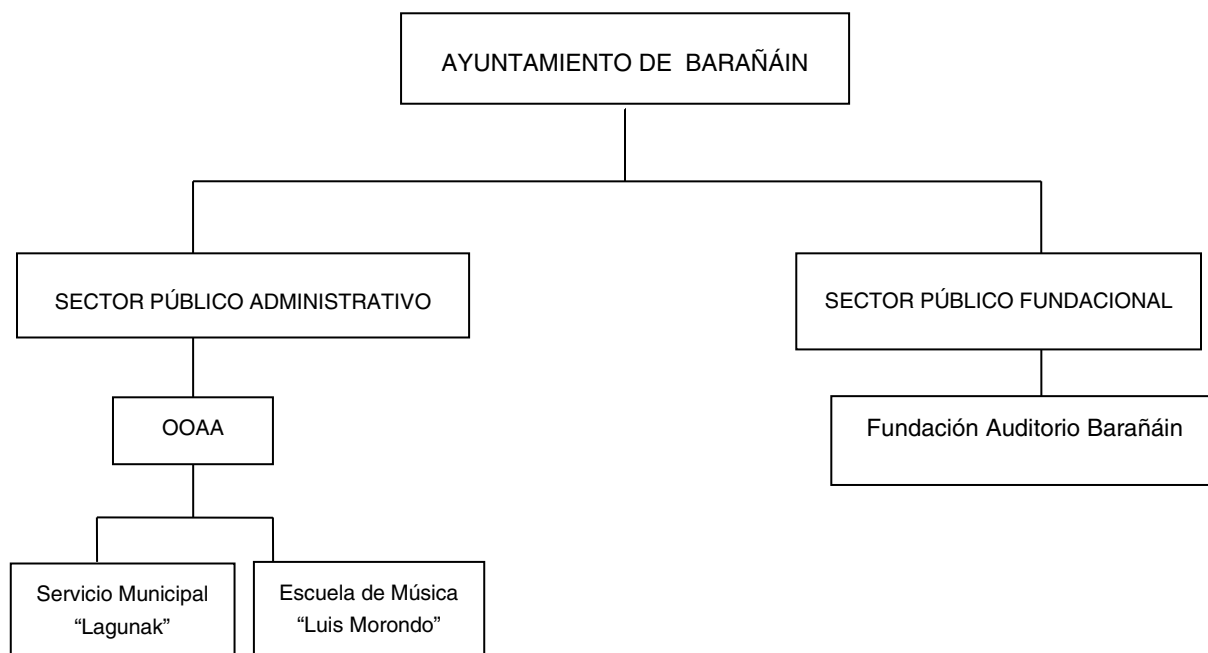 AYUNTAMIENTO DE BARAÑÁIN
SECTOR PÚBLICO ADMINISTRATIVO
SECTOR PÚBLICO FUNDACIONAL
OOAA
Fundación Auditorio Barañáin
Servicio Municipal
“Lagunak”
Escuela de Música
“Luis Morondo”